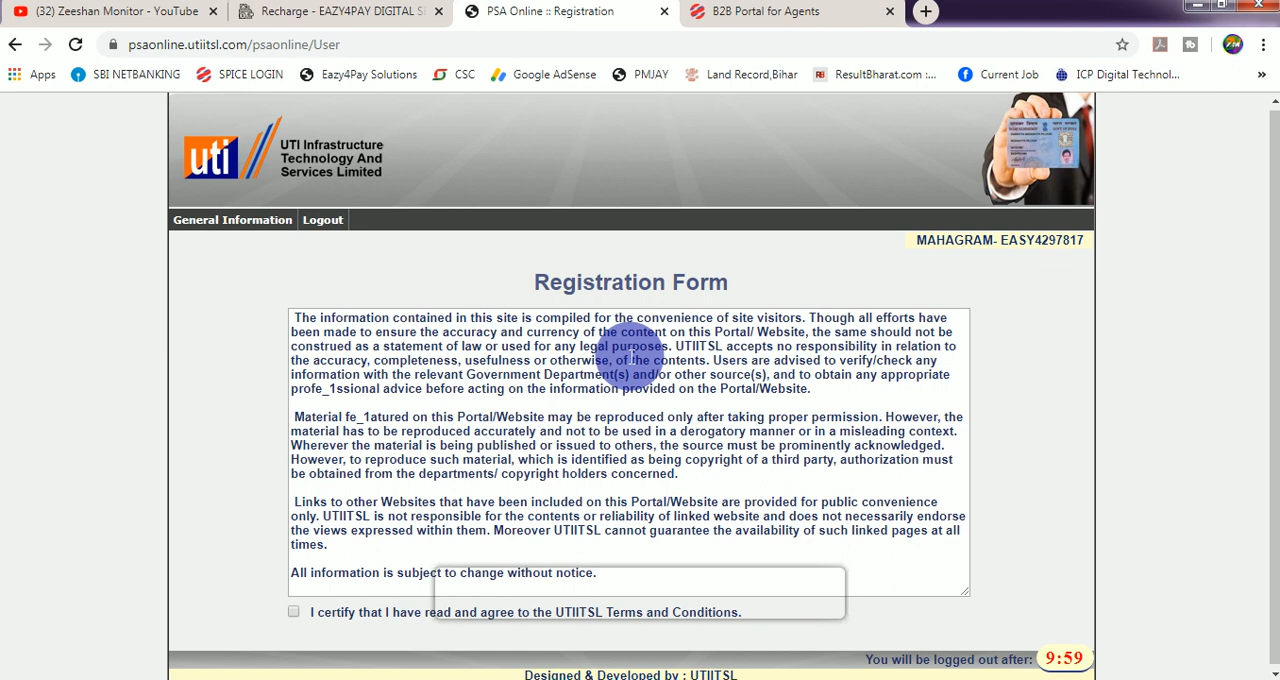 (32) Zeeshan Monitor - YouTube
Recharge - EAZY4PAY DIGITAL S
PSA Online :: Registration
B2B Portal for Agents
psaonline.utiitsl.com/psaonline/User
Apps
SBI NETBANKING
SPICE LOGIN
Eazy4Pay Solutions
CSC
Google AdSense
PMJAY
Land Record,Bihar
ResultBharat.com :...
Current Job
ICP Digital Technol...
»
uti
UTI Infrastructure
Technology And
Services Limited
General Information
Logout
MAHAGRAM- EASY4297817
Registration Form
The information contained in this site is compiled for the convenience of site visitors. Though all efforts have
been made to ensure the accuracy and currency of the content on this Portal/ Website, the same should not be
construed as a statement of law or used for any legal purposes. UTIITSL accepts no responsibility in relation to
the accuracy, completeness, usefulness or otherwise, of the contents. Users are advised to verify/check any
information with the relevant Government Department(s) and/or other source(s), and to obtain any appropriate
profe_1ssional advice before acting on the information provided on the Portal/Website.
Material fe_1atured on this Portal/Website may be reproduced only after taking proper permission. However, the
material has to be reproduced accurately and not to be used in a derogatory manner or in a misleading context.
Wherever the material is being published or issued to others, the source must be prominently acknowledged.
However, to reproduce such material, which is identified as being copyright of a third party, authorization must
be obtained from the departments/ copyright holders concerned.
Links to other Websites that have been included on this Portal/Website are provided for public convenience
only. UTIITSL is not responsible for the contents or reliability of linked website and does not necessarily endorse
the views expressed within them. Moreover UTIITSL cannot guarantee the availability of such linked pages at all
times.
All information is subject to change without notice.
I certify that I have read and agree to the UTIITSL Terms and Conditions.
You will be logged out after: 9:59
Designed & Developed by : UTIITSL